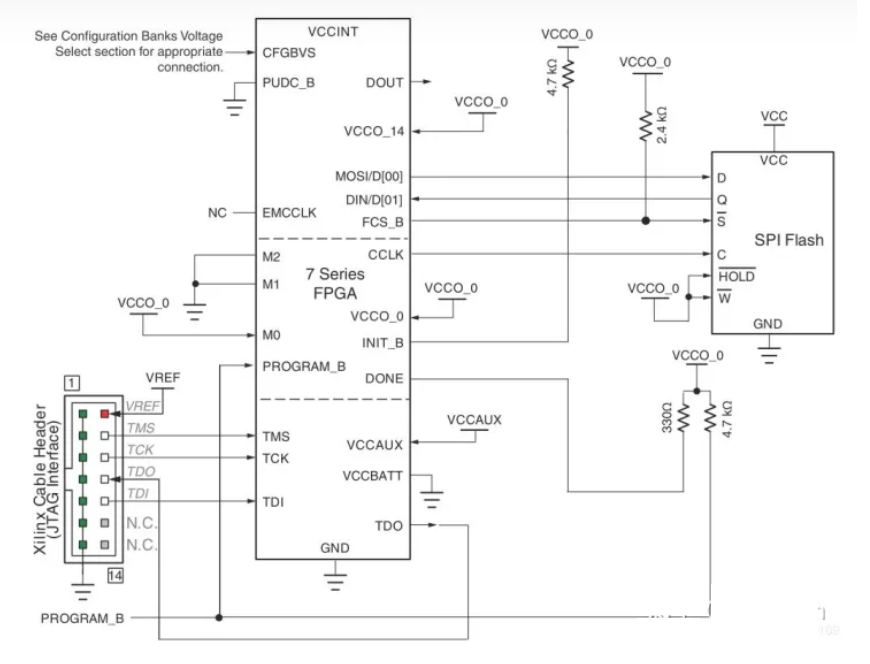 See Configuration Banks Voltage
Select section for appropriate
connection.
VCCINT
CFGBVS
PUDC_B
DOUT
VCCO_0
VCCO_14
MOSI/D[00]
DIN/D[01]
FCS_B
NC
EMCCLK
M2
M1
CCLK
7 Series
FPGA
VCCO_0
VCCO_0
VCCO_0
M0
INIT_B
PROGRAM_B
DONE
VCCO_0
4.7 kΩ
VCCO_0
2.4 kΩ
VCC
VCC
D
Q
S
SPI Flash
C
HOLD
W
VCCO_0
GND
VCCO_0
330Ω
4.7 kΩ
1
VREF
VREF
TMS
TCK
TDO
TDI
N.C.
N.C.
14
Xilinx Cable Header
(JTAG Interface)
TMS
TCK
TDI
VCCAUX
VCCAUX
VCCBATT
TDO
GND
PROGRAM_B